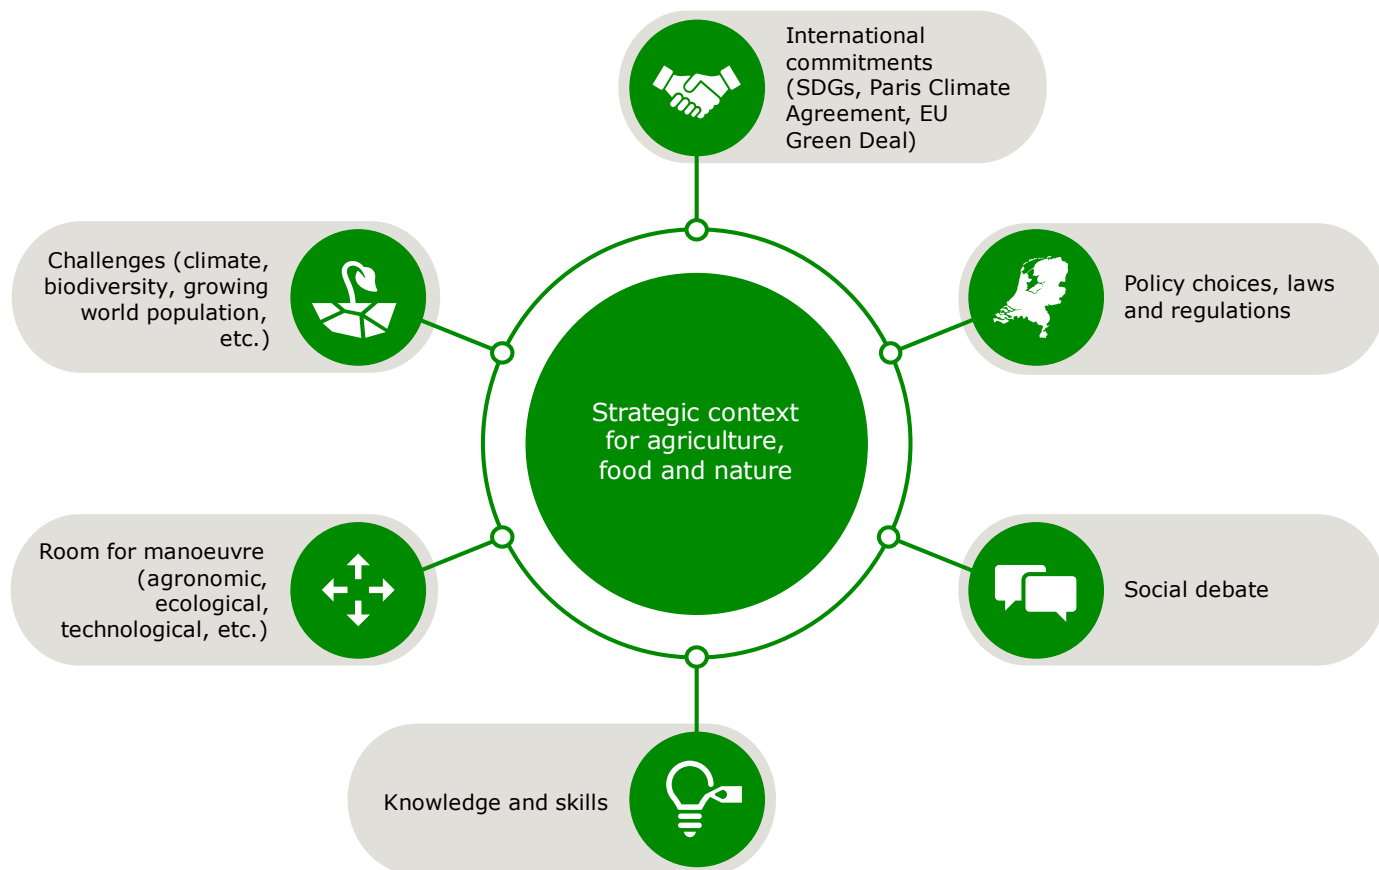 International
commitments
(SDGs, Paris Climate
Agreement, EU
Green Deal)
Challenges (climate,
biodiversity, growing
world population,
etc.)
Policy choices, laws
and regulations
Strategic context
for agriculture,
food and nature
Room for manoeuvre
(agronomic,
ecological,
technological, etc.)
Social debate
Knowledge and skills